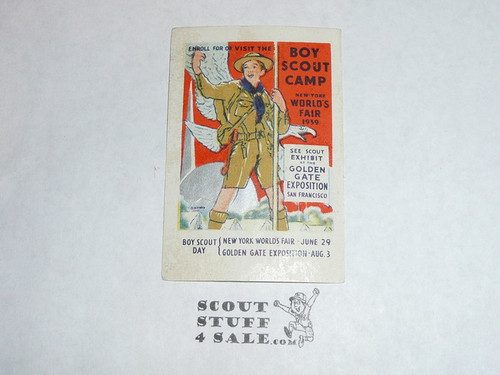 ENROLL FOR OR VISIT THE
BOY
SCOUT
CAMP
NEW YORK
WORLD'S
FAIR
1939
SEE SCOUT
EXHIBIT
AT THE
GOLDEN
GATE
EXPOSITION
SAN FRANCISCO
BOY SCOUT
DAY
NEW YORK WORLDS FAIR - JUNE 29
GOLDEN GATE EXPOSITION - AUG. 3
SCOUT
STUFF
4 SALE.COM